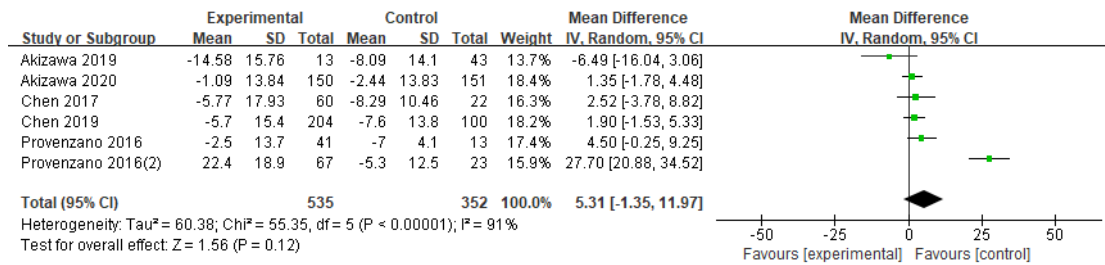 Experimental Control Mean Difference Mean Difference
Study or Subgroup Mean SD Total Mean SD Total Weight IV, Random, 95% CI IV, Random, 95% CI
Akizawa 2019 -14.58 15.76 13 -8.09 14.1 43 13.7% -6.49 [-16.04, 3.06]
Akizawa 2020 -1.09 13.84 150 -2.44 13.83 151 18.4% 1.35 [-1.78, 4.48]
Chen 2017 -5.77 17.93 60 -8.29 10.46 22 16.3% 2.52 [-3.78, 8.82]
Chen 2019 -5.7 15.4 204 -7.6 13.8 100 18.2% 1.90 [-1.53, 5.33]
Provenzano 2016 -2.5 13.7 41 -7 4.1 13 17.4% 4.50 [-0.25, 9.25]
Provenzano 2016(2) 22.4 18.9 67 -5.3 12.5 23 15.9% 27.70 [20.88, 34.52]
Total (95% CI) 535 352 100.0% 5.31 [-1.35, 11.97]
Heterogeneity: Tau² = 60.38; Chi² = 55.35, df = 5 (P < 0.00001); I² = 91%
Test for overall effect: Z = 1.56 (P = 0.12)
-50 -25 0 25 50
Favours [experimental] Favours [control]